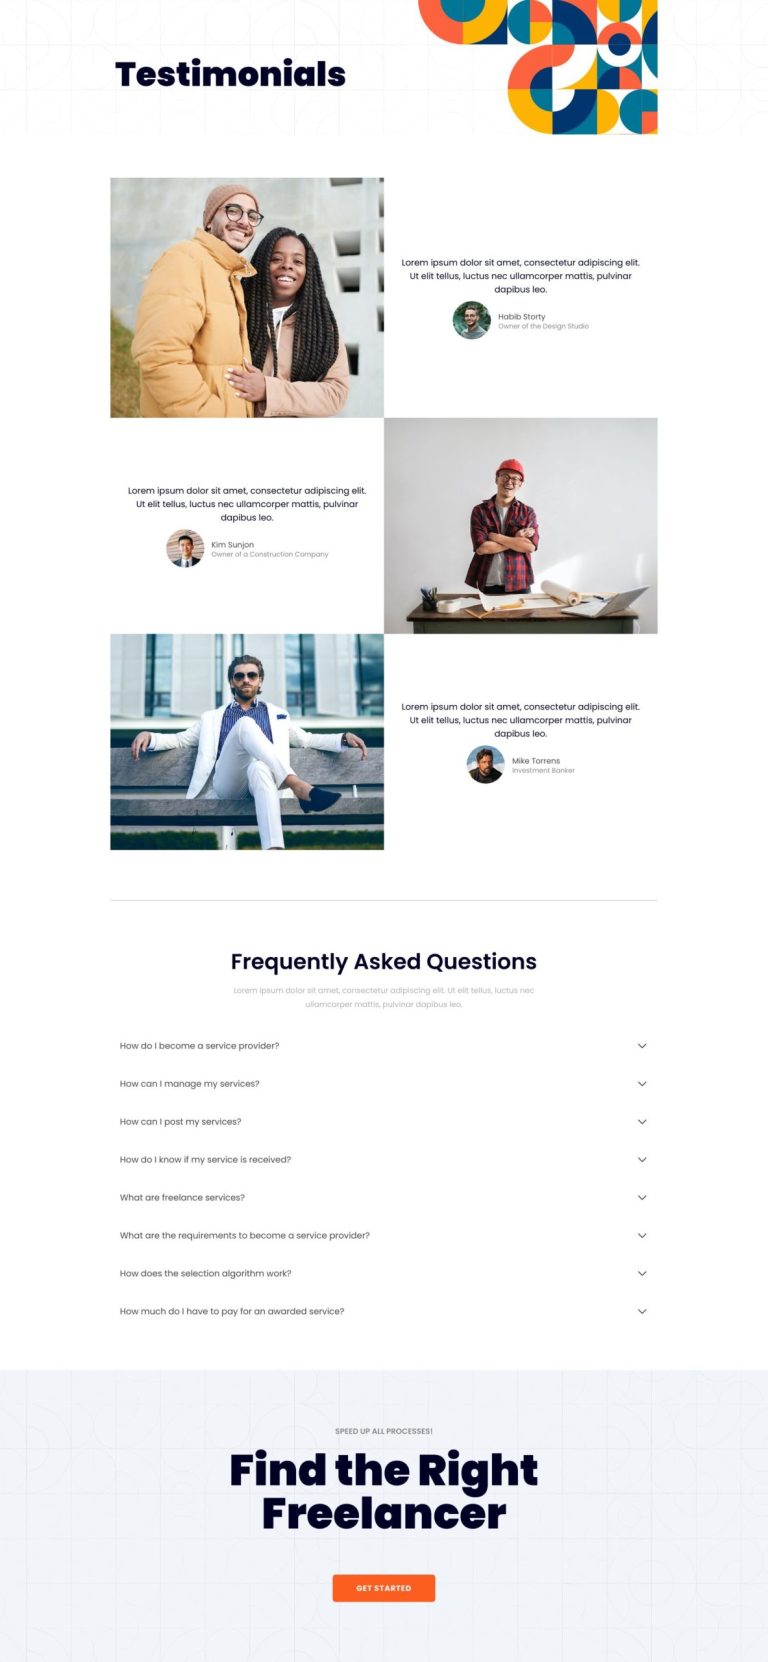 Testimonials
Lorem ipsum dolor sit amet, consectetur adipiscing elit.
Ut elit tellus, luctus nec ullamcorper mattis, pulvinar
dapibus leo.
Habib Storty
Owner of the Design Studio
Lorem ipsum dolor sit amet, consectetur adipiscing elit.
Ut elit tellus, luctus nec ullamcorper mattis, pulvinar
dapibus leo.
Kim Sunjon
Owner of a Construction Company
Lorem ipsum dolor sit amet, consectetur adipiscing elit.
Ut elit tellus, luctus nec ullamcorper mattis, pulvinar
dapibus leo.
Mike Torrens
Investment Banker
Frequently Asked Questions
Lorem ipsum dolor sit amet, consectetur adipiscing elit. Ut elit tellus, luctus nec
ullamcorper mattis, pulvinar dapibus leo.
How do I become a service provider?
How can I manage my services?
How can I post my services?
How do I know if my service is received?
What are freelance services?
What are the requirements to become a service provider?
How does the selection algorithm work?
How much do I have to pay for an awarded service?
SPEED UP ALL PROCESSES!
Find the Right
Freelancer
GET STARTED